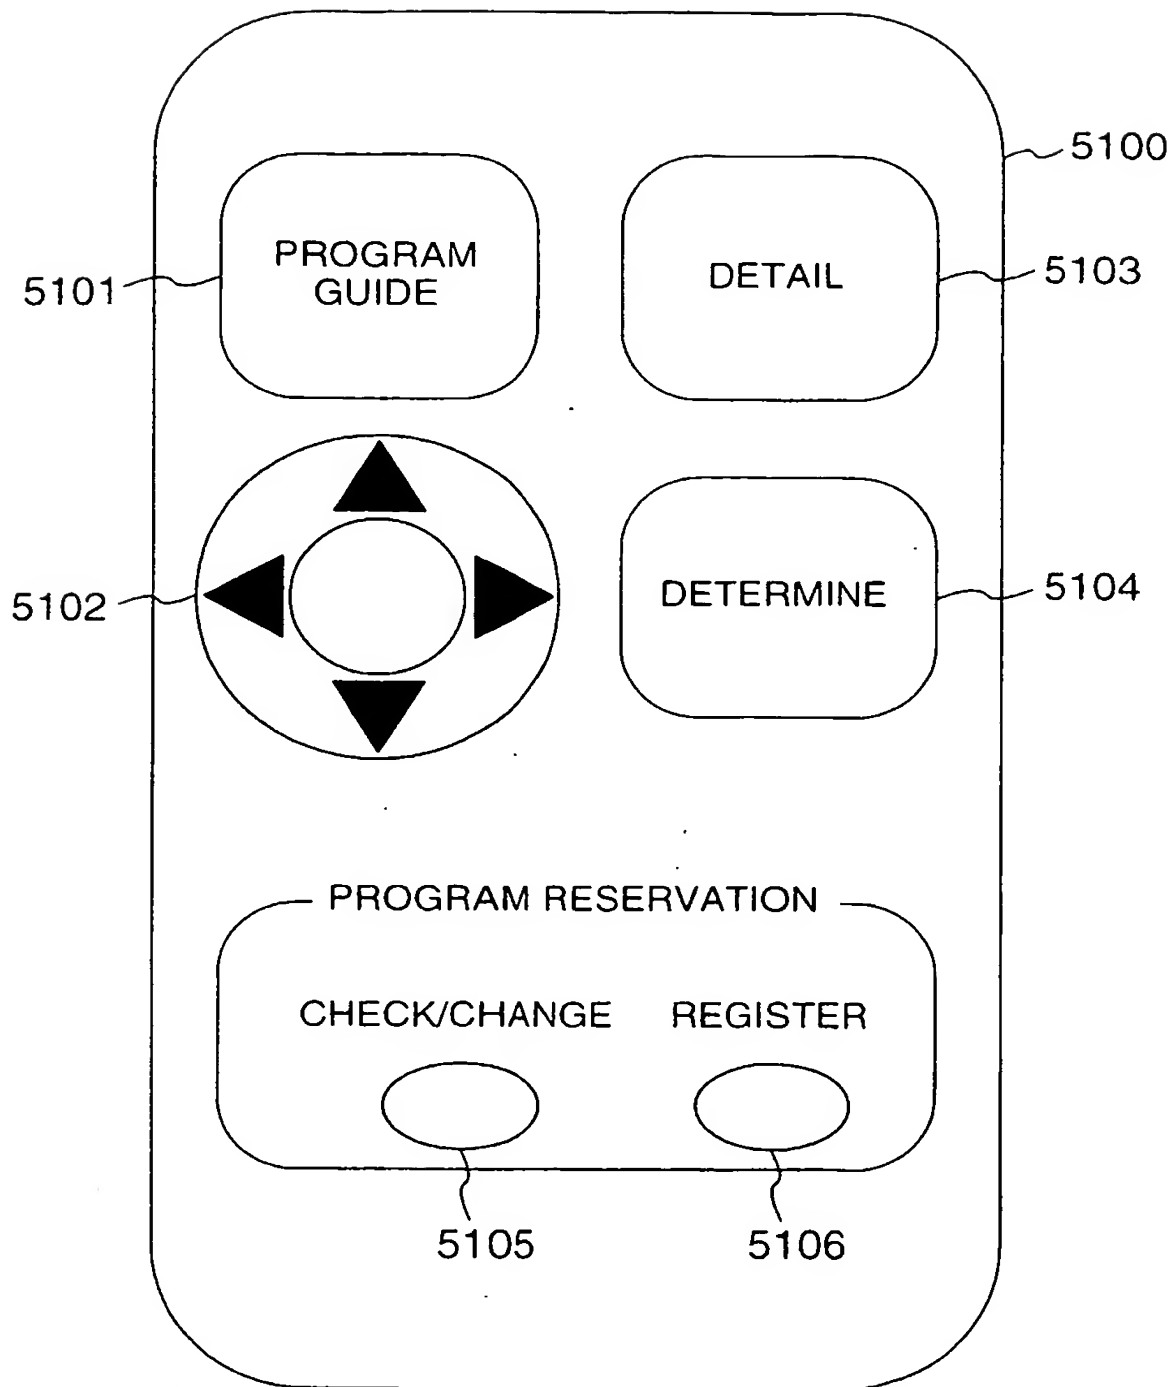 5100
PROGRAM
GUIDE
DETAIL
5101
5103
5102
DETERMINE
5104
PROGRAM RESERVATION
CHECK/CHANGE
REGISTER
5105
5106